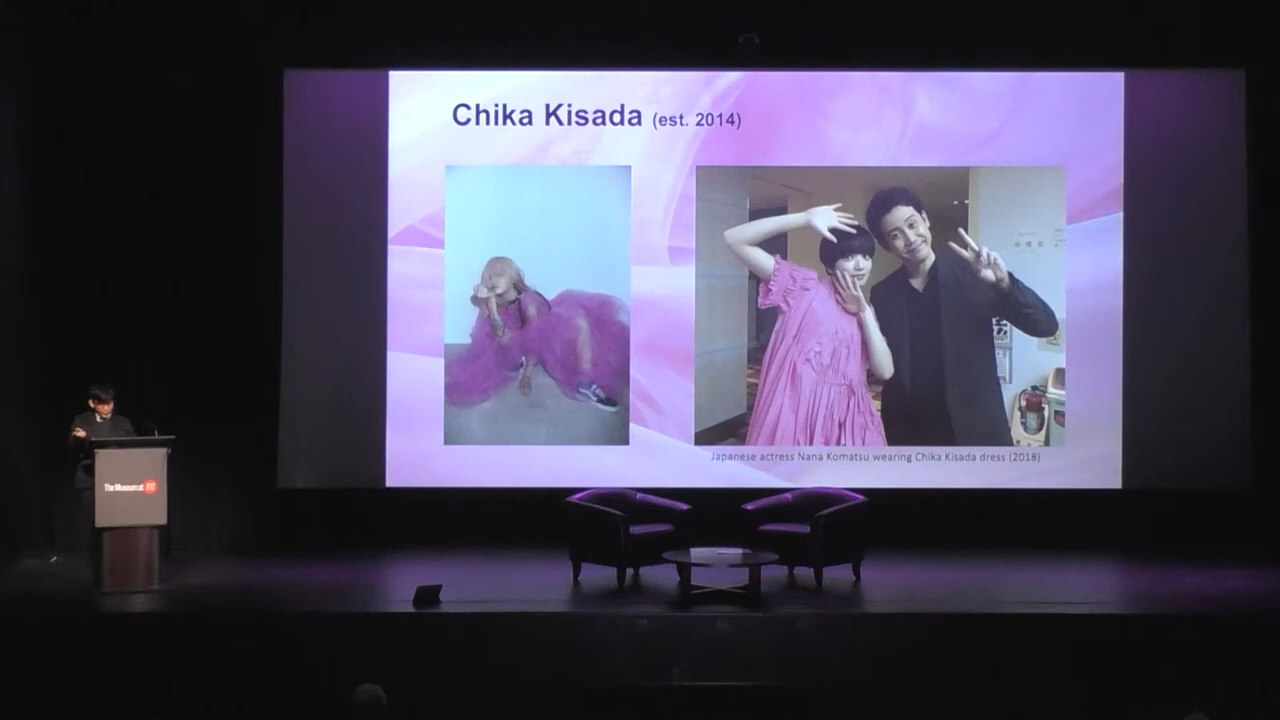 Chika Kisada (est. 2014)
Japanese actress Nana Komatsu wearing Chika Kisada dress (2018)
The Museum at FIT